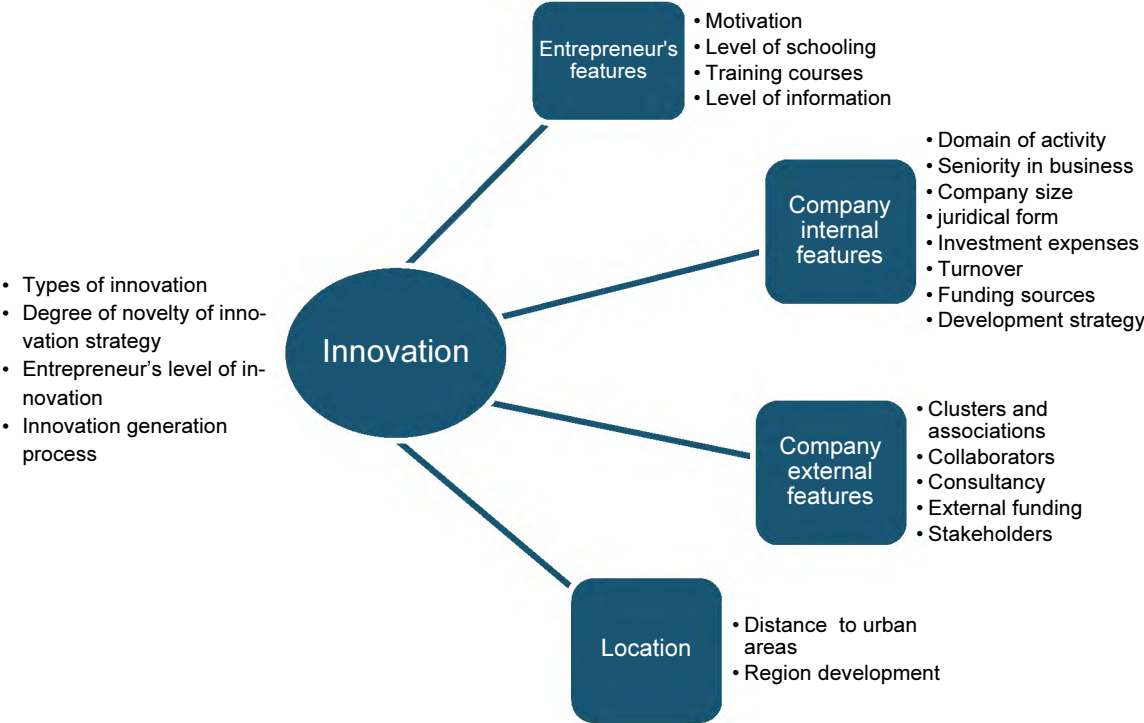 Entrepreneur's
features
• Motivation
• Level of schooling
• Training courses
• Level of information
Company
internal
features
• Domain of activity
• Seniority in business
• Company size
• juridical form
• Investment expenses
• Turnover
• Funding sources
• Development strategy
• Types of innovation
• Degree of novelty of inno-
vation strategy
• Entrepreneur’s level of in-
novation
• Innovation generation
process
Innovation
Company
external
features
• Clusters and
associations
• Collaborators
• Consultancy
• External funding
• Stakeholders
Location
• Distance to urban
areas
• Region development